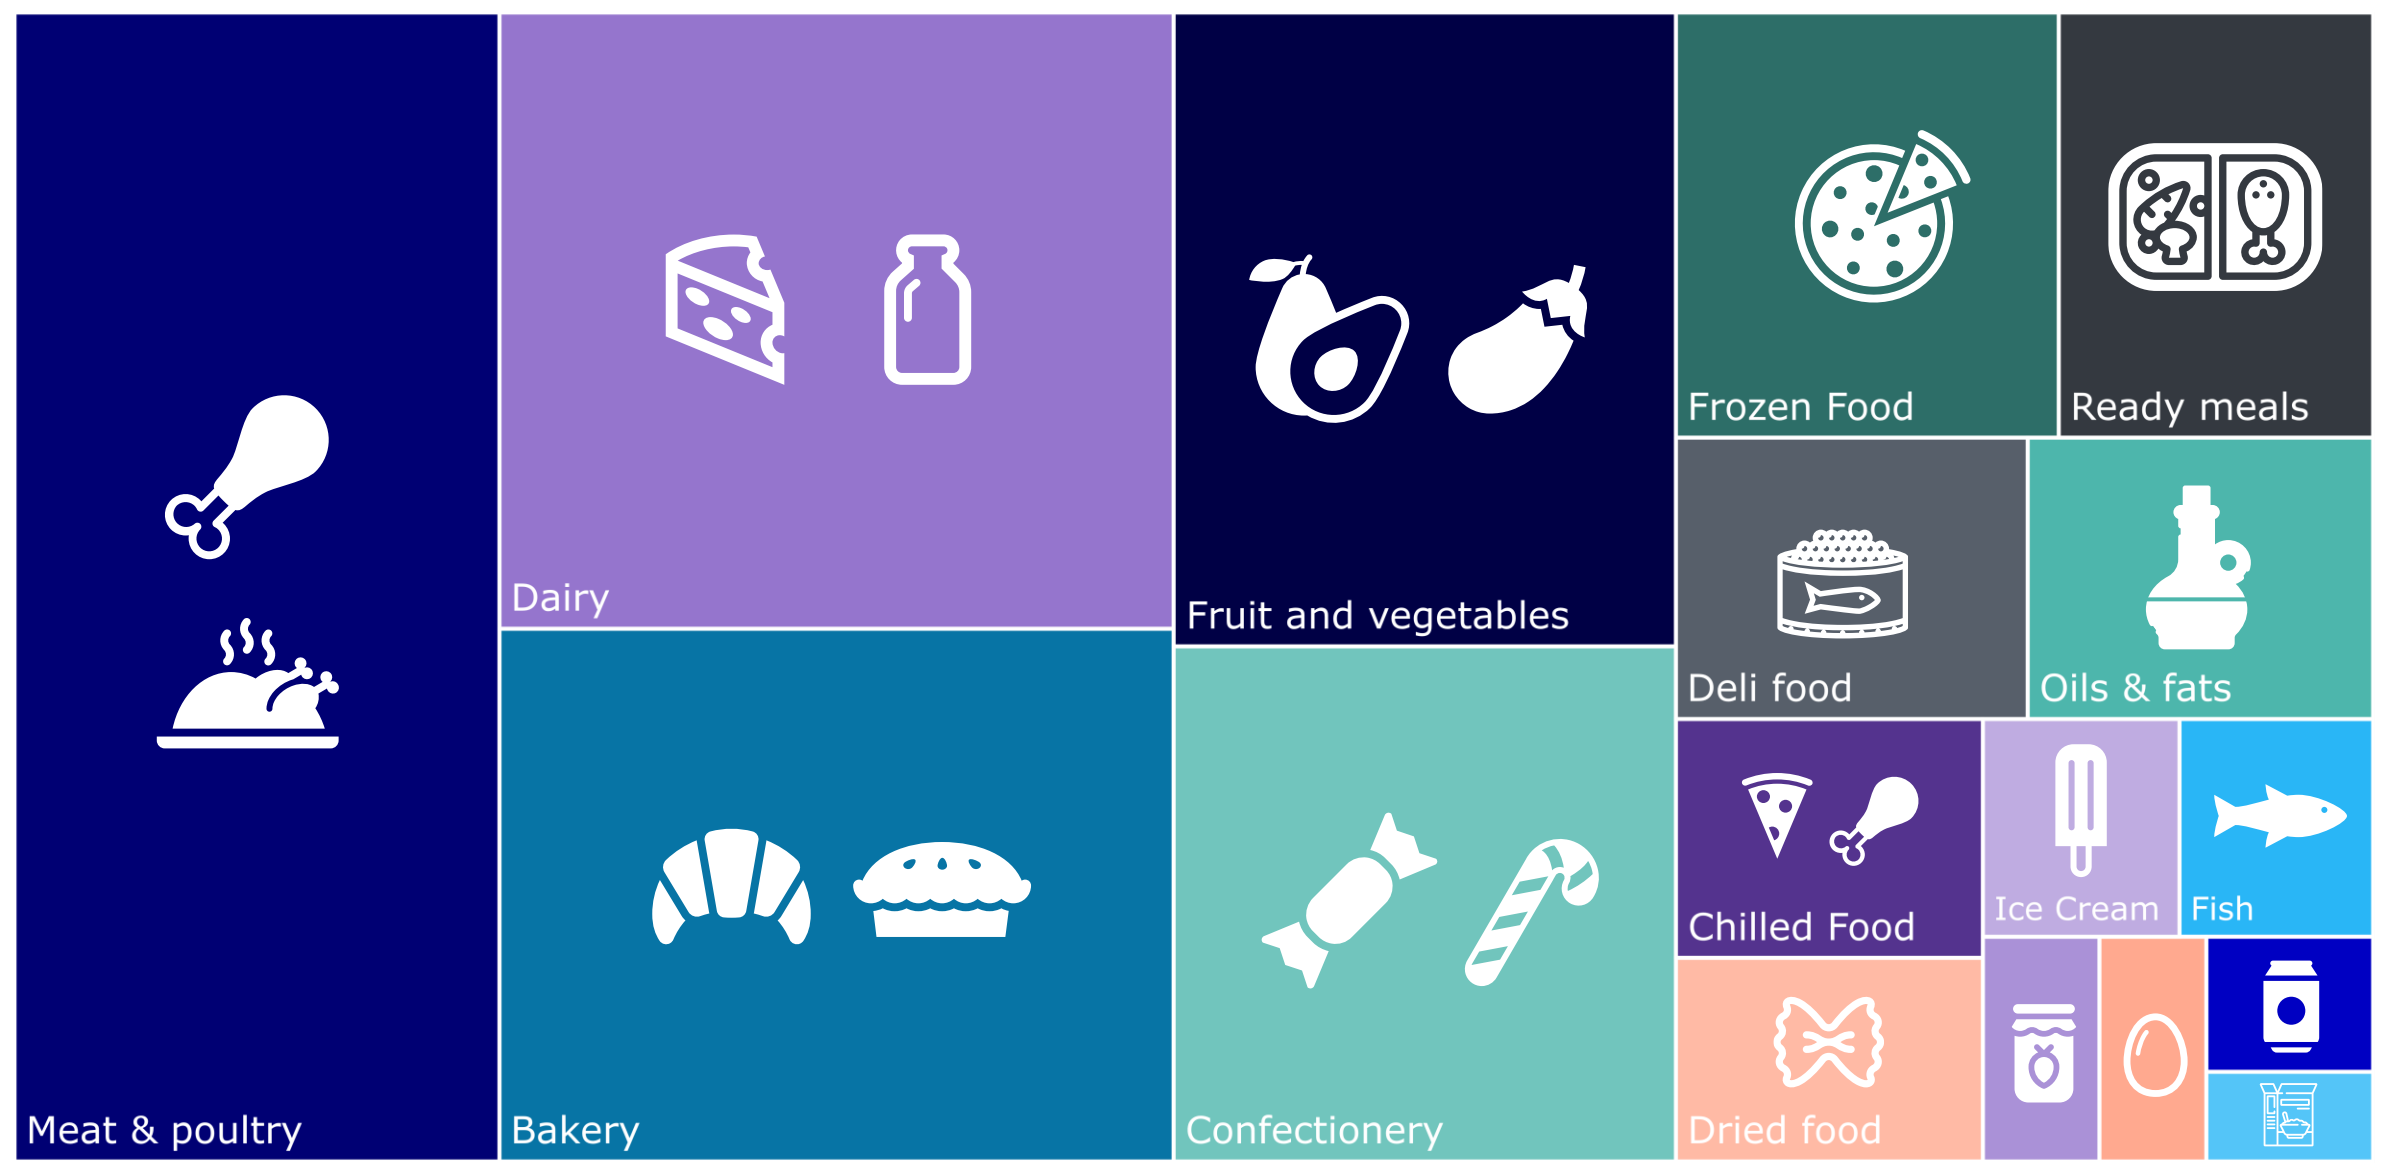 Meat & poultry
Dairy
Bakery
Fruit and vegetables
Confectionery
Frozen Food
Ready meals
Deli food
Oils & fats
Chilled Food
Ice Cream
Fish
Dried food